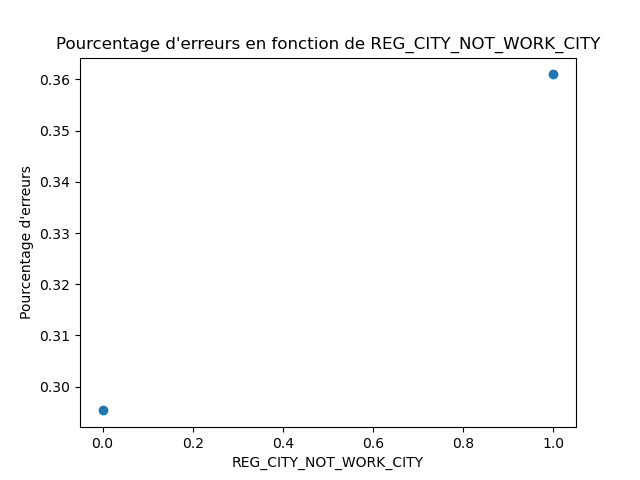 Pourcentage d'erreurs en fonction de REG_CITY_NOT_WORK_CITY
0.36
0.35
0.34
0.33
0.32
0.31
0.30
Pourcentage d'erreurs
0.0 0.2 0.4 0.6 0.8 1.0
REG_CITY_NOT_WORK_CITY